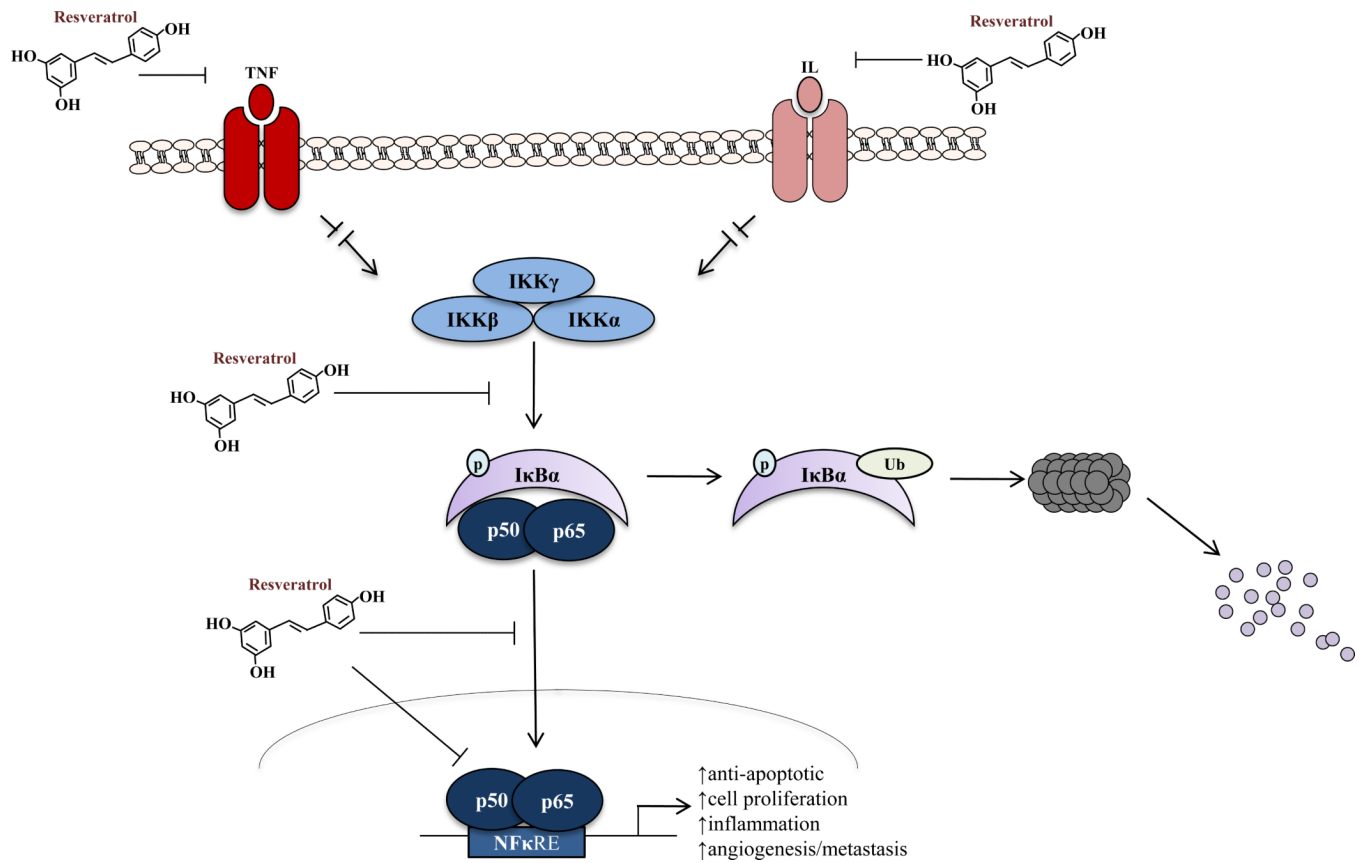 Resveratrol
OH
HO
OH
TNF
IL
Resveratrol
OH
HO
OH
IKKγ
IKKβ
IKKα
Resveratrol
OH
HO
OH
p
IκBα
p50
p65
p
IκBα
Ub
Resveratrol
OH
HO
OH
p50
p65
NFκRE
↑anti-apoptotic
↑cell proliferation
↑inflammation
↑angiogenesis/metastasis